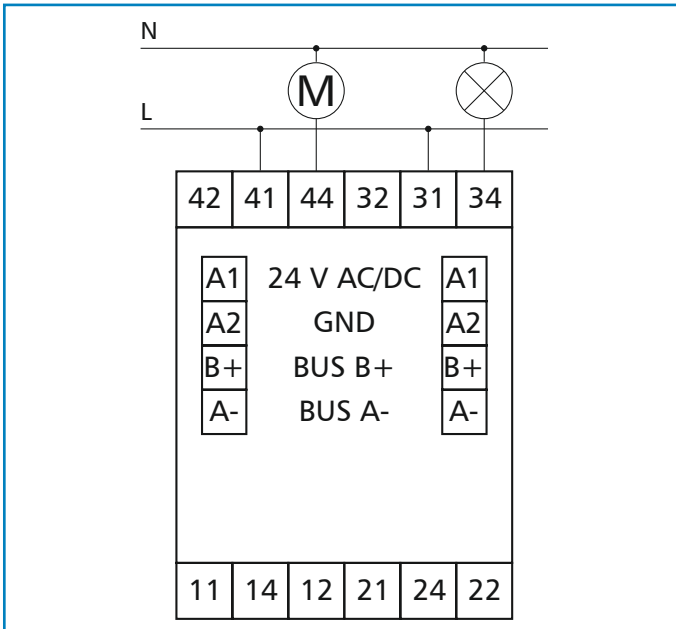 N
M
L
42 41 44 32 31 34
A1 24 V AC/DC A1
A2 GND A2
B+ BUS B+ B+
A- BUS A- A-
11 14 12 21 24 22